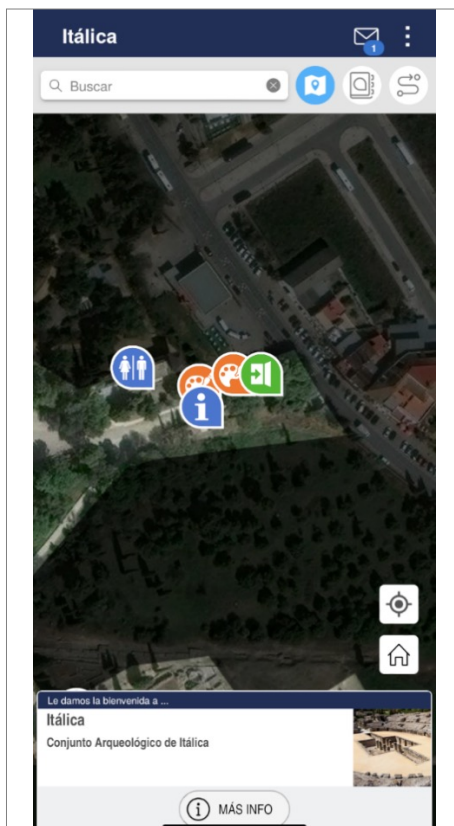 Itálica
1
Buscar
Le damos la bienvenida a ...
Itálica
Conjunto Arqueológico de Itálica
i MÁS INFO